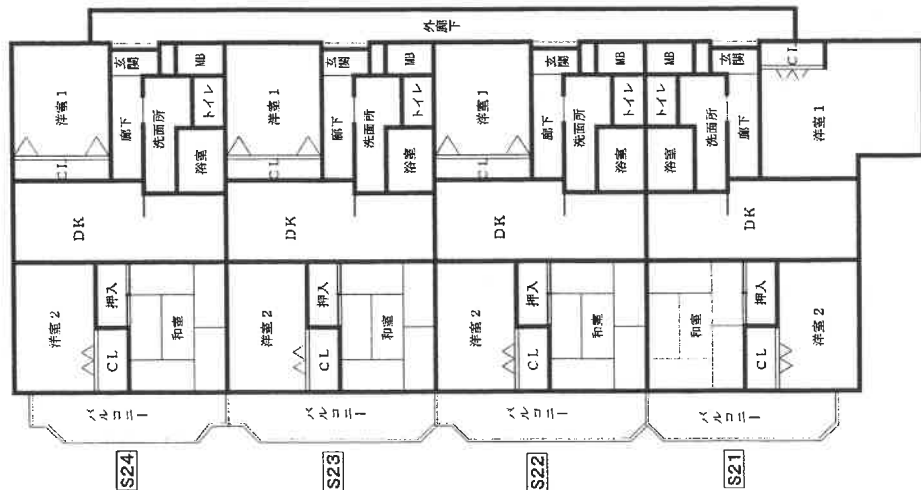 外廊下
洋室1
CL
玄関
廊下
洗面所
MB
トイレ
浴室
DK
洋室2
押入
CL
和室
バルコニー
S24
洋室1
CL
玄関
廊下
洗面所
MB
トイレ
浴室
DK
洋室2
押入
CL
和室
バルコニー
S23
洋室1
CL
玄関
廊下
洗面所
MB
トイレ
浴室
DK
洋室2
押入
CL
和室
バルコニー
S22
MB
トイレ
浴室
玄関
洗面所
廊下
CL
洋室1
DK
和室
押入
CL
洋室2
バルコニー
S21